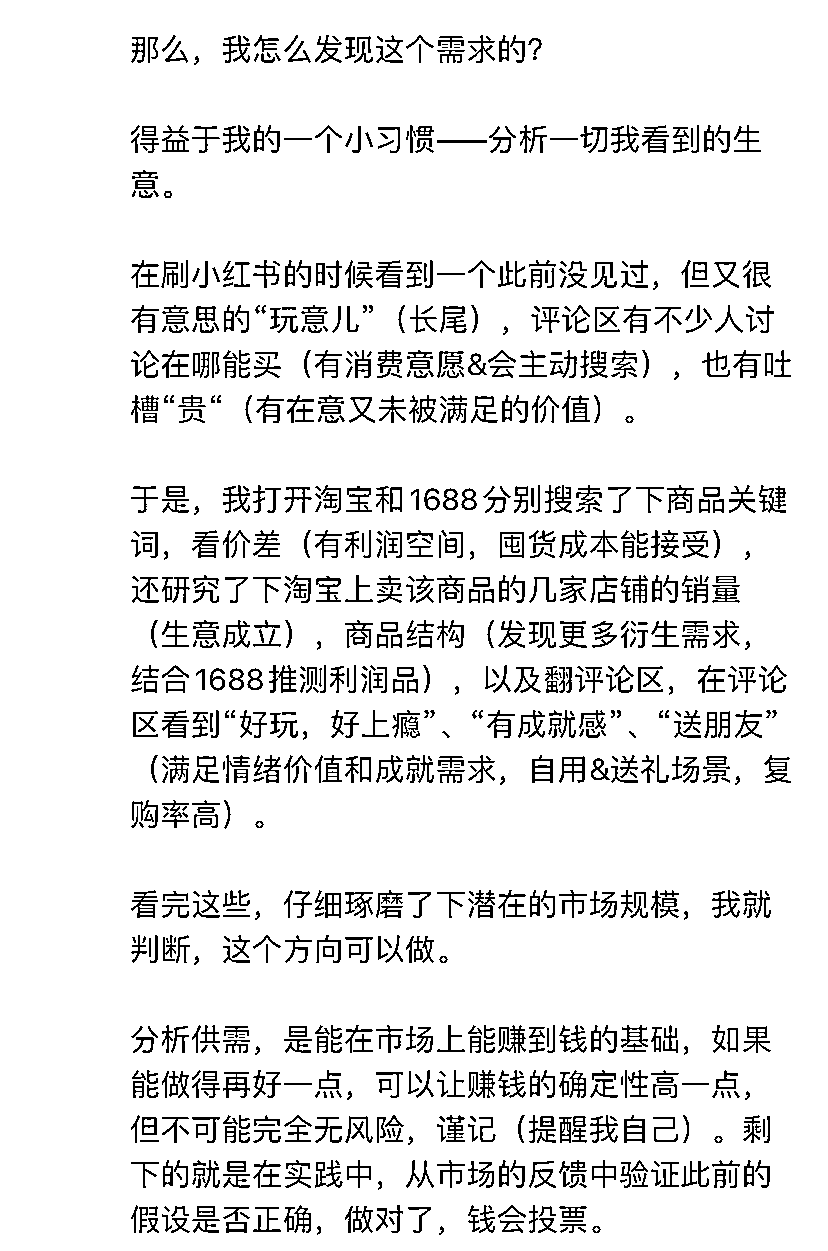 那么，我怎么发现这个需求的？
得益于我的一个小习惯——分析一切我看到的生
意。
在刷小红书的时候看到一个此前没见过，但又很
有意思的“玩意儿”（长尾），评论区有不少人讨
论在哪能买（有消费意愿&会主动搜索），也有吐
槽“贵“（有在意又未被满足的价值）。
于是，我打开淘宝和1688分别搜索了下商品关键
词，看价差（有利润空间，囤货成本能接受），
还研究了下淘宝上卖该商品的几家店铺的销量
（生意成立），商品结构（发现更多衍生需求，
结合1688推测利润品），以及翻评论区，在评论
区看到“好玩，好上瘾”、“有成就感”、“送朋友”
（满足情绪价值和成就需求，自用&送礼场景，复
购率高）。
看完这些，仔细琢磨了下潜在的市场规模，我就
判断，这个方向可以做。
分析供需，是能在市场上能赚到钱的基础，如果
能做得再好一点，可以让赚钱的确定性高一点，
但不可能完全无风险，谨记（提醒我自己）。剩
下的就是在实践中，从市场的反馈中验证此前的
假设是否正确，做对了，钱会投票。